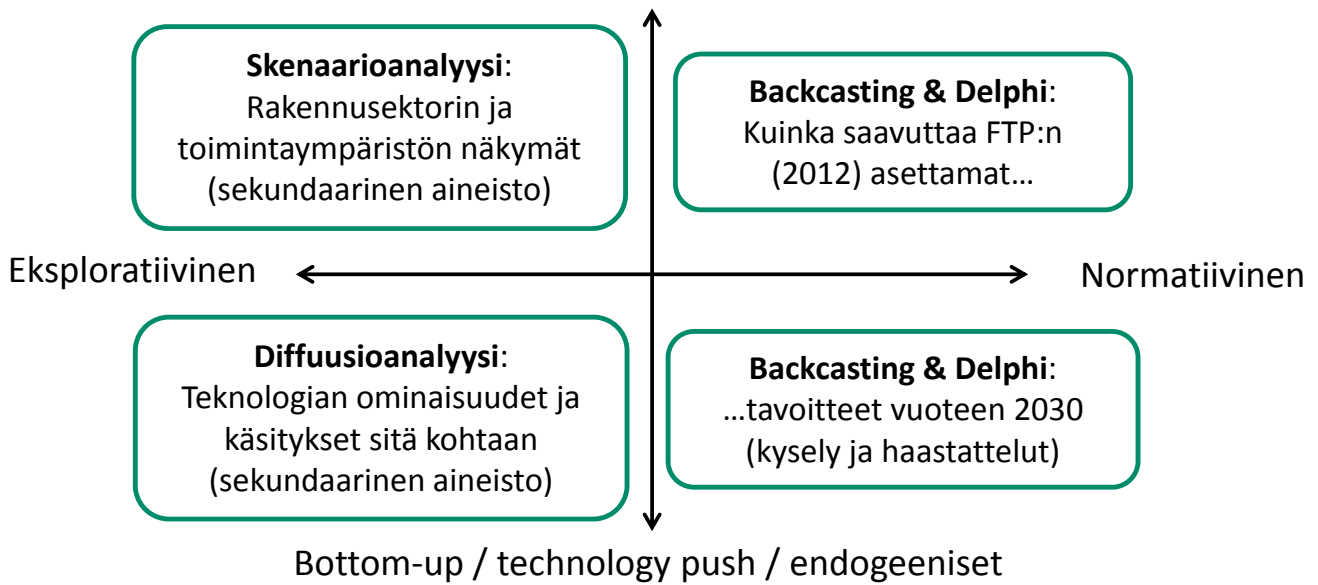 Skenaarioanalyysi:
Rakennusektorin ja
toimintaympäristön näkymät
(sekundaarinen aineisto)
Backcasting & Delphi:
Kuinka saavuttaa FTP:n
(2012) asettamat…
Eksploratiivinen
Normatiivinen
Diffuusioanalyysi:
Teknologian ominaisuudet ja
käsitykset sitä kohtaan
(sekundaarinen aineisto)
Backcasting & Delphi:
…tavoitteet vuoteen 2030
(kysely ja haastattelut)
Bottom-up / technology push / endogeeniset